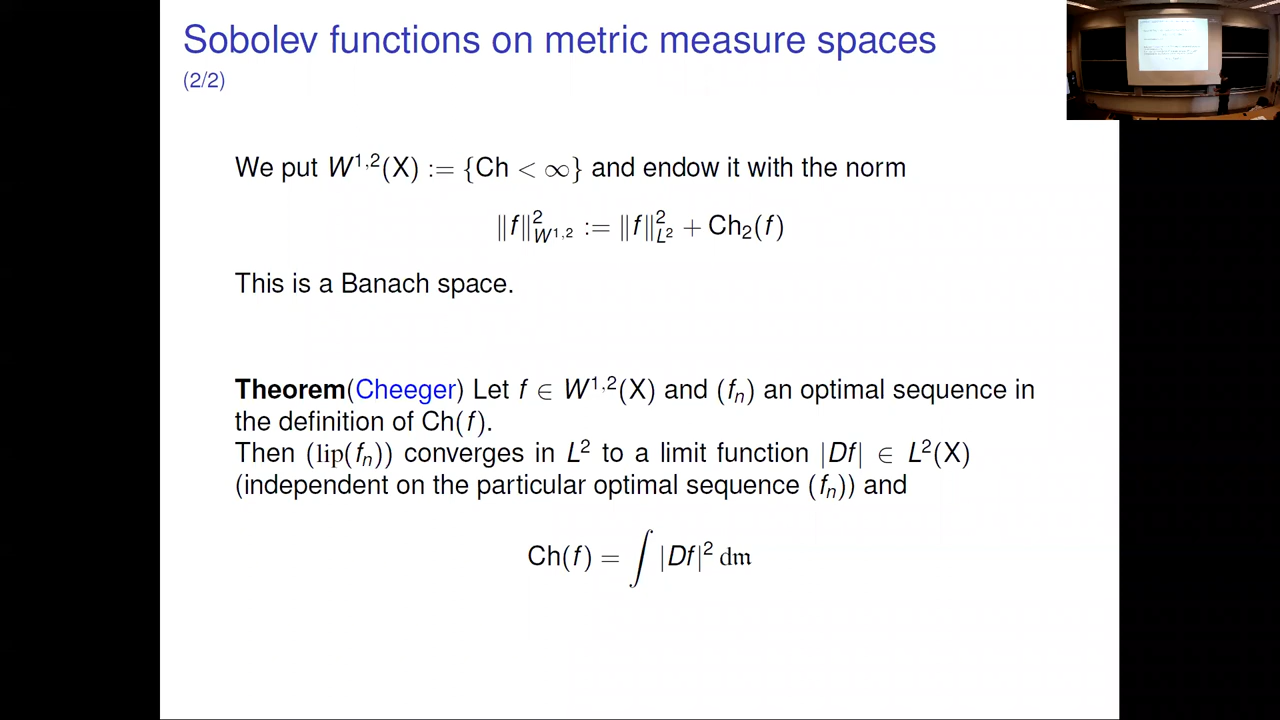 Sobolev functions on metric measure spaces
(2/2)
We put W^{1,2}(X) := {Ch < ∞} and endow it with the norm
‖f‖²_{W^{1,2}} := ‖f‖²_{L²} + Ch₂(f)
This is a Banach space.
Theorem(Cheeger) Let f ∈ W^{1,2}(X) and (fₙ) an optimal sequence in
the definition of Ch(f).
Then (lip(fₙ)) converges in L² to a limit function |Df| ∈ L²(X)
(independent on the particular optimal sequence (fₙ)) and
Ch(f) = ∫ |Df|² d𝔪